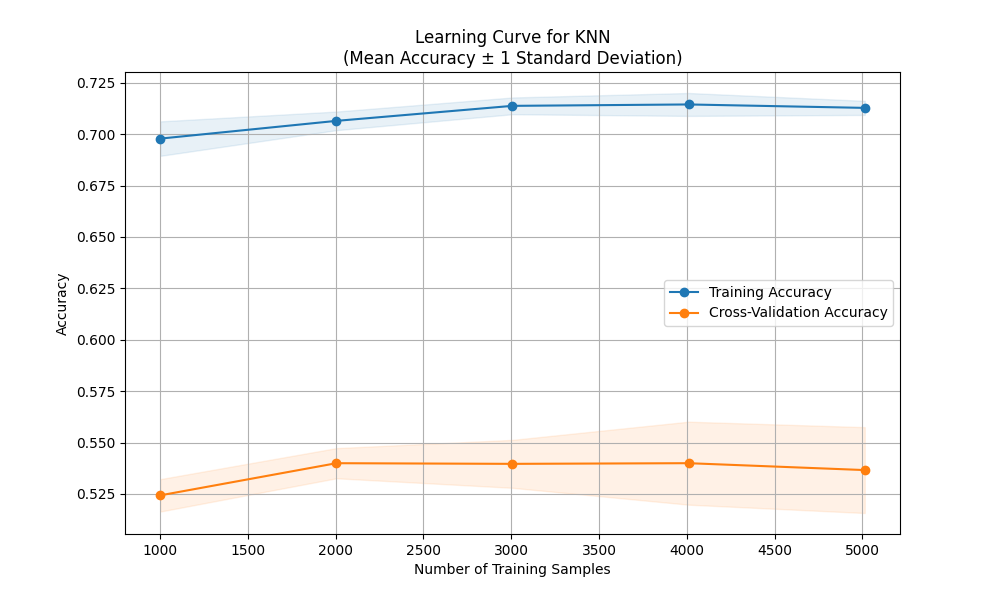 Learning Curve for KNN
(Mean Accuracy ± 1 Standard Deviation)
Accuracy
0.725
0.700
0.675
0.650
0.625
0.600
0.575
0.550
0.525
Training Accuracy
Cross-Validation Accuracy
1000 1500 2000 2500 3000 3500 4000 4500 5000
Number of Training Samples